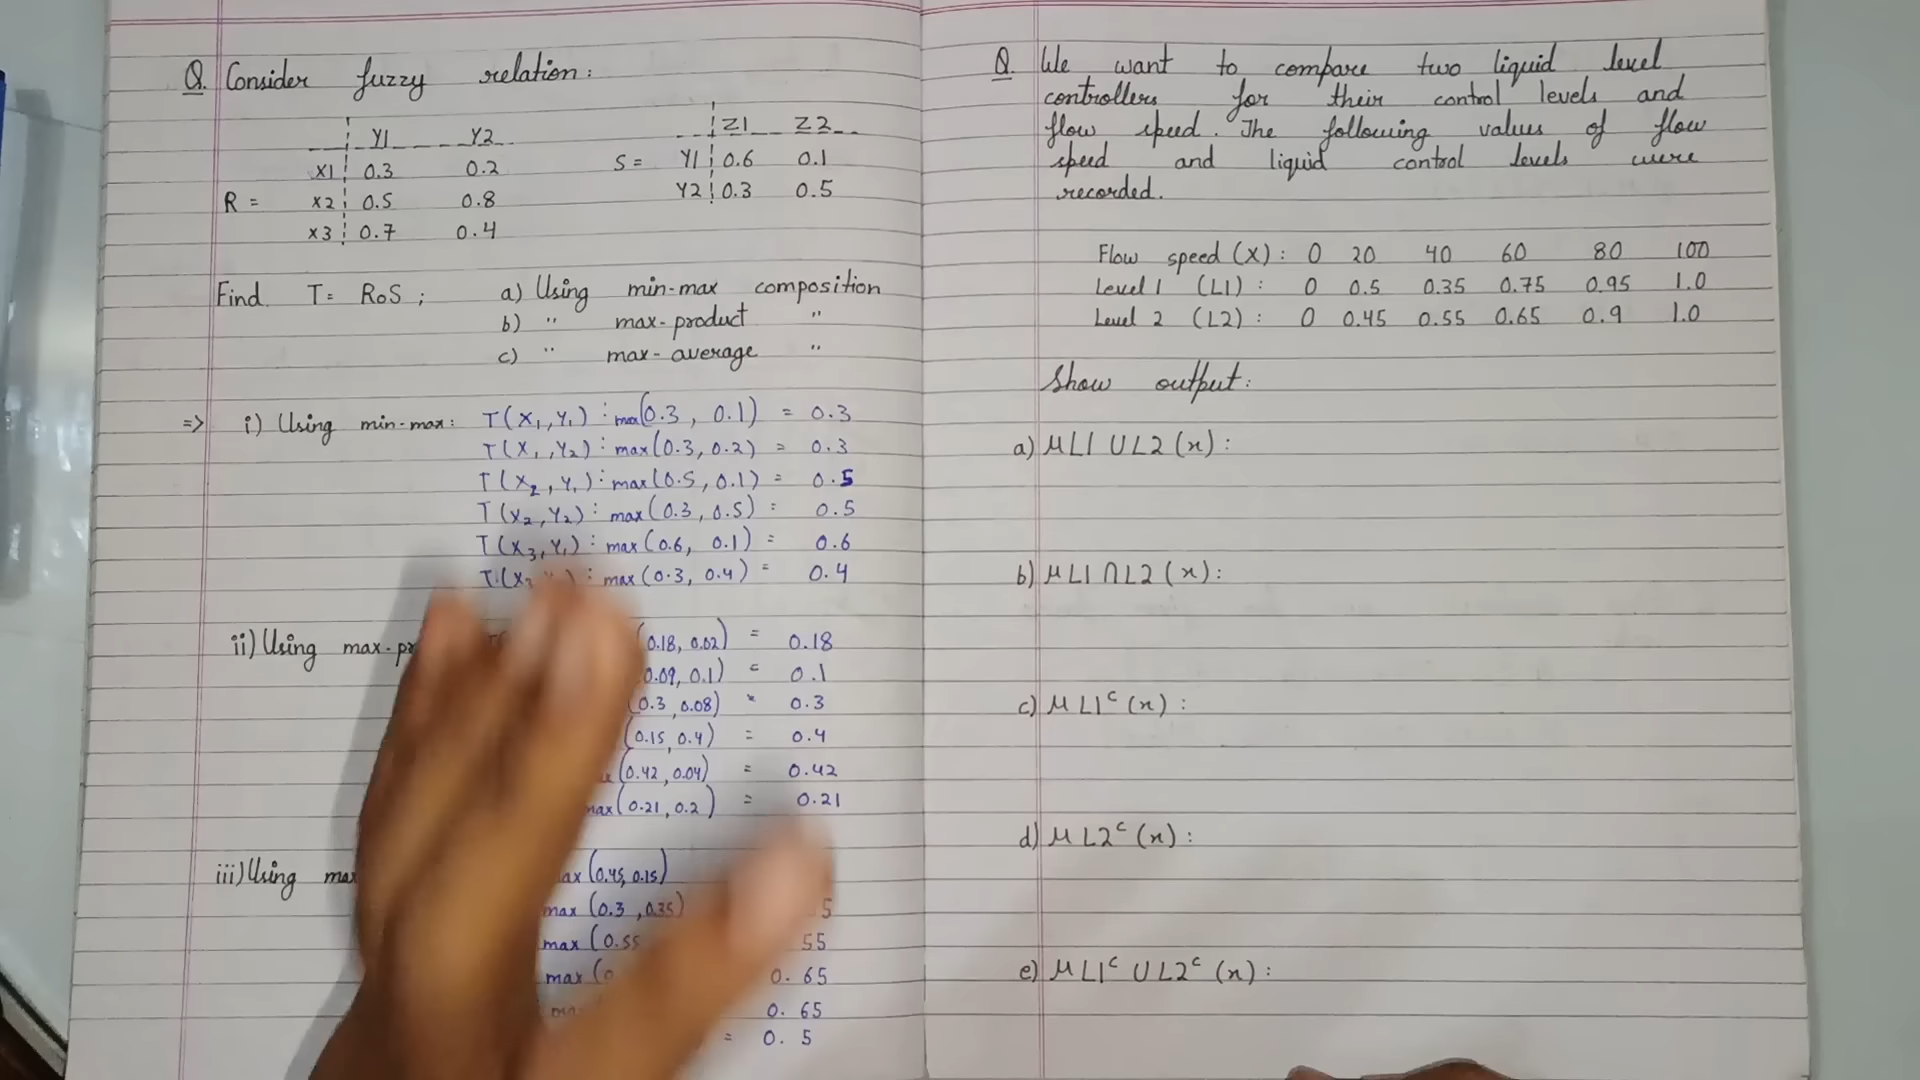 Q. Consider fuzzy relation:
Y1 Y2
X1 0.3 0.2
R = X2 0.5 0.8
X3 0.7 0.4
Z1 Z2
S = Y1 0.6 0.1
Y2 0.3 0.5
Find T = RoS ; a) Using min-max composition
b) " max-product "
c) " max-average "
=> i) Using min-max: T(X1,Y1) : max(0.3, 0.1) = 0.3
T(X1,Y2) : max(0.3, 0.2) = 0.3
T(X2,Y1) : max(0.5, 0.1) = 0.5
T(X2,Y2) : max(0.3, 0.5) = 0.5
T(X3,Y1) : max(0.6, 0.1) = 0.6
max(0.3, 0.4) = 0.4
ii) Using (0.18, 0.02) = 0.18
0.09, 0.1) = 0.1
(0.3, 0.08) = 0.3
(0.15, 0.4) = 0.4
(0.42, 0.04) = 0.42
max(0.21, 0.2) = 0.21
iii) Using (0.45, 0.15)
max (0.3, 0.35)
max (0.55 55
max 0.65
0.65
= 0.5
Q. We want to compare two liquid level
controllers for their control levels and
flow speed. The following values of flow
speed and liquid control levels were
recorded.
Flow speed (X) : 0 20 40 60 80 100
Level 1 (L1) : 0 0.5 0.35 0.75 0.95 1.0
Level 2 (L2) : 0 0.45 0.55 0.65 0.9 1.0
Show output:
a) μL1 ∪ L2 (x) :
b) μL1 ∩ L2 (x) :
c) μL1ᶜ (x) :
d) μL2ᶜ (x) :
e) μL1ᶜ ∪ L2ᶜ (x) :